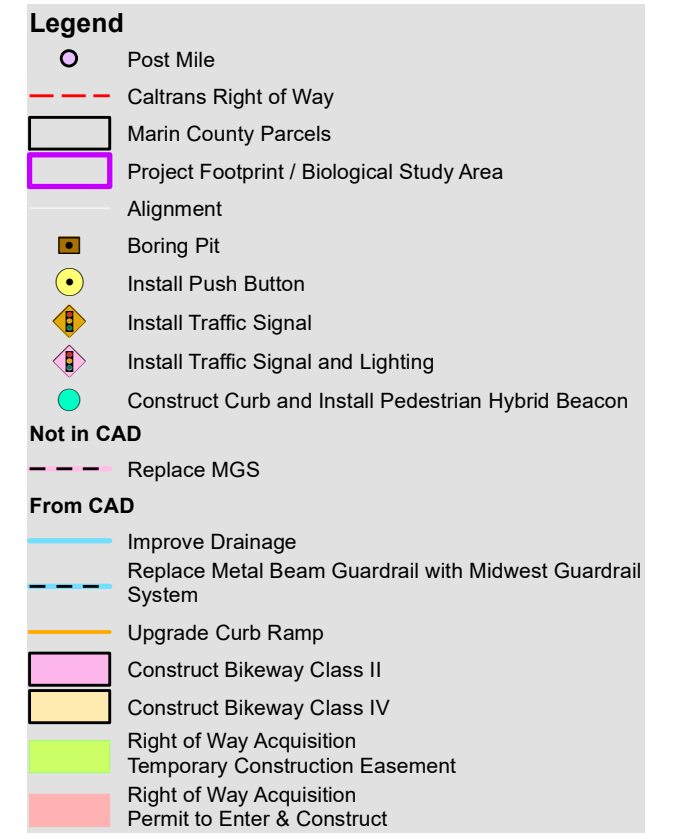 Legend
Post Mile
Caltrans Right of Way
Marin County Parcels
Project Footprint / Biological Study Area
Alignment
Boring Pit
Install Push Button
Install Traffic Signal
Install Traffic Signal and Lighting
Construct Curb and Install Pedestrian Hybrid Beacon
Not in CAD
Replace MGS
From CAD
Improve Drainage
Replace Metal Beam Guardrail with Midwest Guardrail
System
Upgrade Curb Ramp
Construct Bikeway Class II
Construct Bikeway Class IV
Right of Way Acquisition
Temporary Construction Easement
Right of Way Acquisition
Permit to Enter & Construct